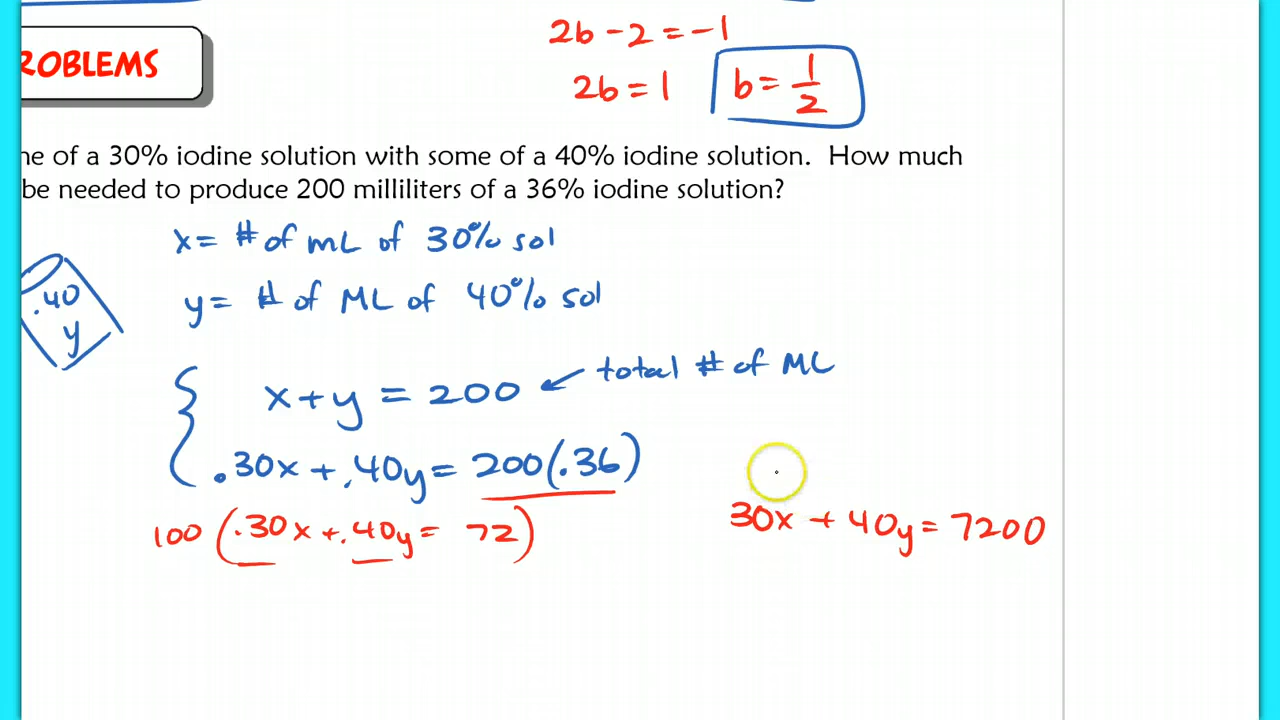 2b - 2 = -1
ROBLEMS
2b = 1
b = 1/2
ne of a 30% iodine solution with some of a 40% iodine solution. How much
be needed to produce 200 milliliters of a 36% iodine solution?
x = # of mL of 30% sol
y = # of ML of 40% sol
.40
y
x + y = 200 ← total # of ML
.30x + .40y = 200(.36)
100 (.30x + .40y = 72)
30x + 40y = 7200